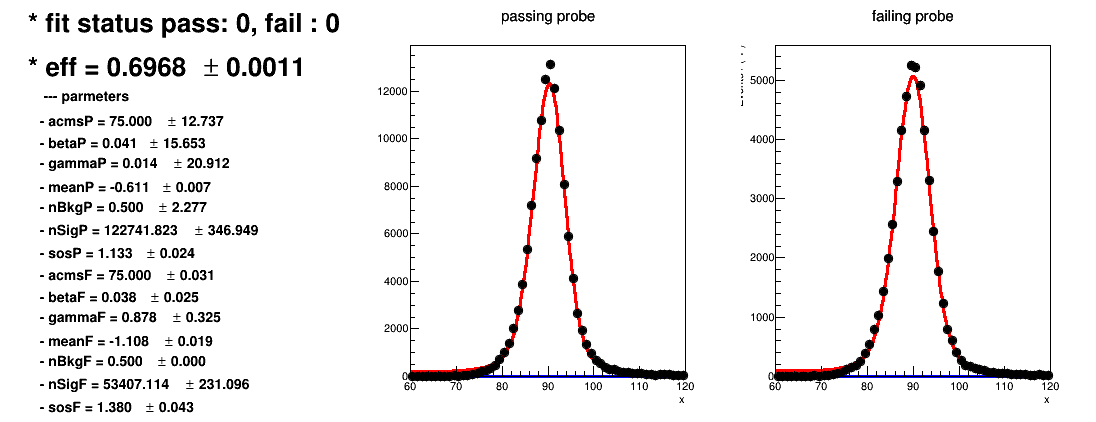 * fit status pass: 0, fail : 0
* eff = 0.6968 ± 0.0011
--- parmeters
- acmsP = 75.000 ± 12.737
- betaP = 0.041 ± 15.653
- gammaP = 0.014 ± 20.912
- meanP = -0.611 ± 0.007
- nBkgP = 0.500 ± 2.277
- nSigP = 122741.823 ± 346.949
- sosP = 1.133 ± 0.024
- acmsF = 75.000 ± 0.031
- betaF = 0.038 ± 0.025
- gammaF = 0.878 ± 0.325
- meanF = -1.108 ± 0.019
- nBkgF = 0.500 ± 0.000
- nSigF = 53407.114 ± 231.096
- sosF = 1.380 ± 0.043
passing probe
12000
10000
8000
6000
4000
2000
0
60 70 80 90 100 110 120
x
failing probe
5000
4000
3000
2000
1000
0
60 70 80 90 100 110 120
x